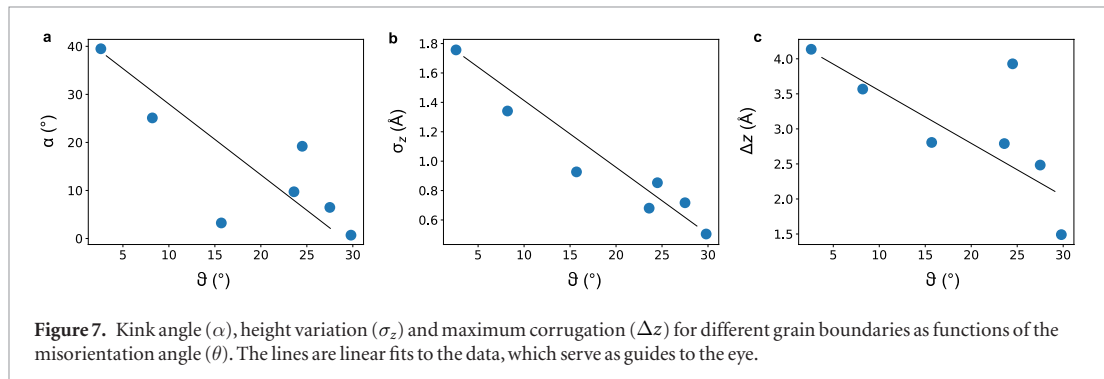 a
40
30
20
10
0
α (°)
5 10 15 20 25 30
ϑ (°)
b
1.8
1.6
1.4
1.2
1.0
0.8
0.6
σz (Å)
5 10 15 20 25 30
ϑ (°)
c
4.0
3.5
3.0
2.5
2.0
1.5
Δz (Å)
5 10 15 20 25 30
ϑ (°)
Figure 7. Kink angle (α), height variation (σz) and maximum corrugation (Δz) for different grain boundaries as functions of the
misorientation angle (θ). The lines are linear fits to the data, which serve as guides to the eye.